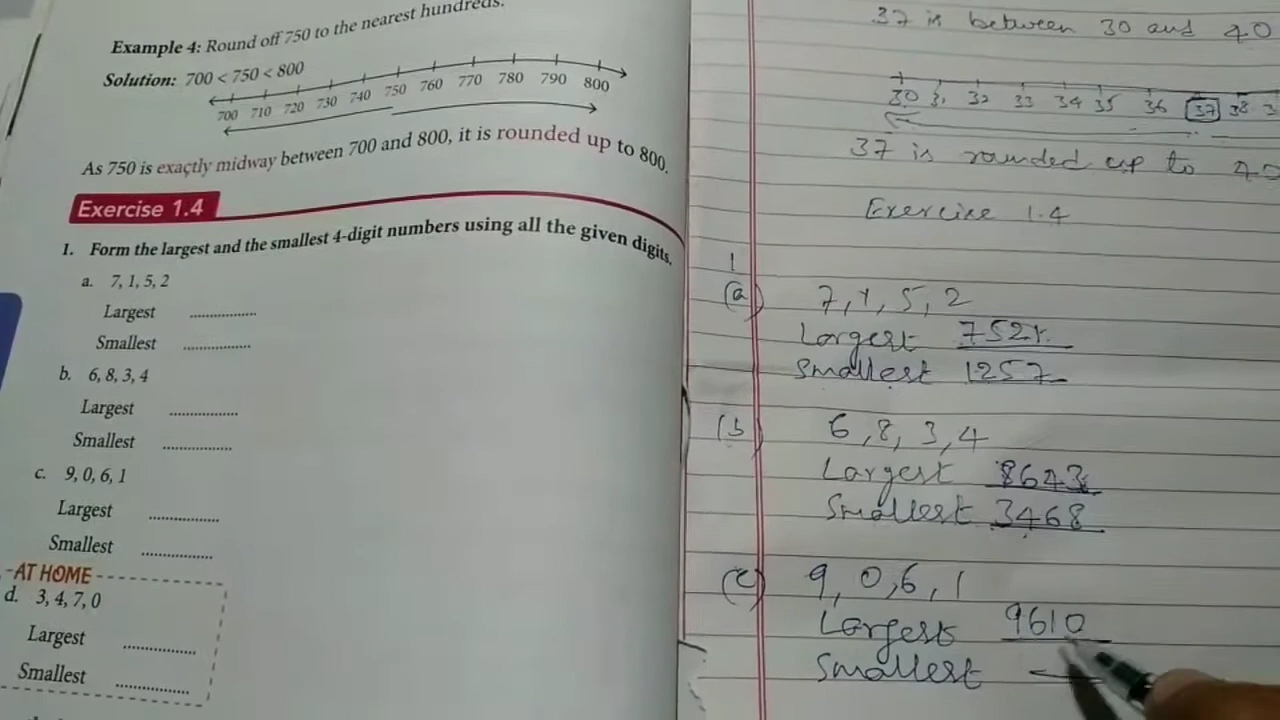 Example 4: Round off 750 to the nearest hundreds.
Solution: 700 < 750 < 800
700 710 720 730 740 750 760 770 780 790 800
As 750 is exactly midway between 700 and 800, it is rounded up to 800.
Exercise 1.4
1. Form the largest and the smallest 4-digit numbers using all the given digits.
a. 7, 1, 5, 2
Largest ................
Smallest ................
b. 6, 8, 3, 4
Largest ................
Smallest ................
c. 9, 0, 6, 1
Largest ................
Smallest ................
AT HOME
d. 3, 4, 7, 0
Largest ................
Smallest ................
37 is between 30 and 40
30 3 32 33 34 35 36 37 38 3
37 is rounded up to 40
Exercise 1.4
1
(a) 7, 1, 5, 2
Largest 7521
Smallest 1257
(b) 6, 8, 3, 4
Largest 8643
Smallest 3468
(c) 9, 0, 6, 1
Largest 9610
Smallest